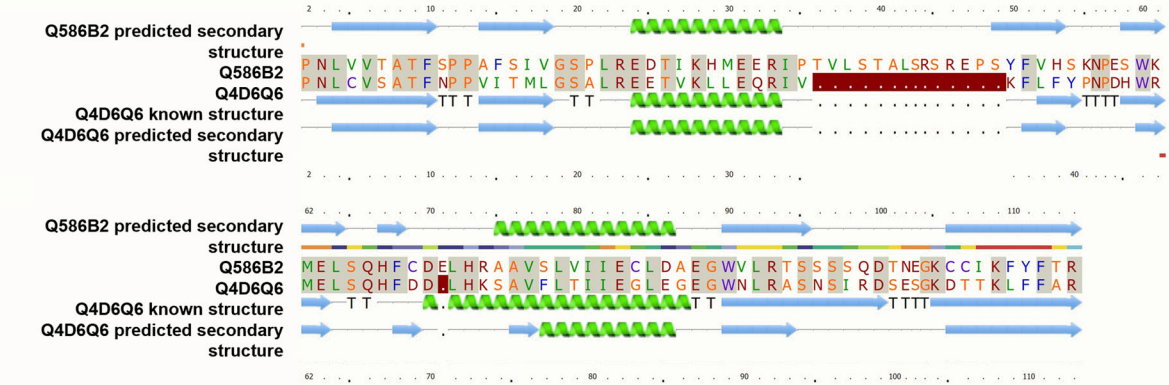 2 10 20 30 40 50 60
Q586B2 predicted secondary
structure
Q586B2 PNLVVTATFSPPAFSIVGSPLREDTIKHMEERIPTVLSTALSRSREPSYFVHSKNPESWK
Q4D6Q6 PNLCVSATFNPPVITMLGSALREETVKLLEQRIV.............KFLFYPNPDHWR
Q4D6Q6 known structure TTT TT TTTT
Q4D6Q6 predicted secondary
structure
2 10 20 30 40
62 70 80 90 100 110
Q586B2 predicted secondary
structure
Q586B2 MELSQHFCDELHRAAVSLVIIECLDAEGWVLRTSSSSQDTNEGKCCIKFYFTR
Q4D6Q6 MELSQHFDD.LHKSAVFLTIIEGLEGEGWNLRASNSIRDSESGKDTTKLFFAR
Q4D6Q6 known structure TT TT TTTT
Q4D6Q6 predicted secondary
structure
62 70 80 90 100 110